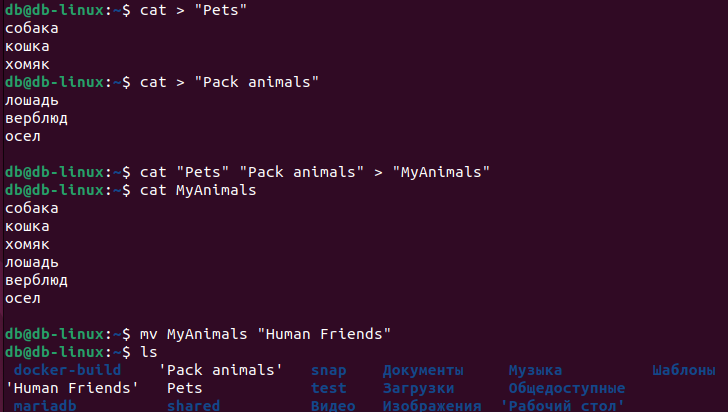 db@db-linux:~$ cat > "Pets"
собака
кошка
хомяк
db@db-linux:~$ cat > "Pack animals"
лошадь
верблюд
осел
db@db-linux:~$ cat "Pets" "Pack animals" > "MyAnimals"
db@db-linux:~$ cat MyAnimals
собака
кошка
хомяк
лошадь
верблюд
осел
db@db-linux:~$ mv MyAnimals "Human Friends"
db@db-linux:~$ ls
docker-build 'Pack animals' snap Документы Музыка Шаблоны
'Human Friends' Pets test Загрузки Общедоступные
mariadb shared Видео Изображения 'Рабочий стол'